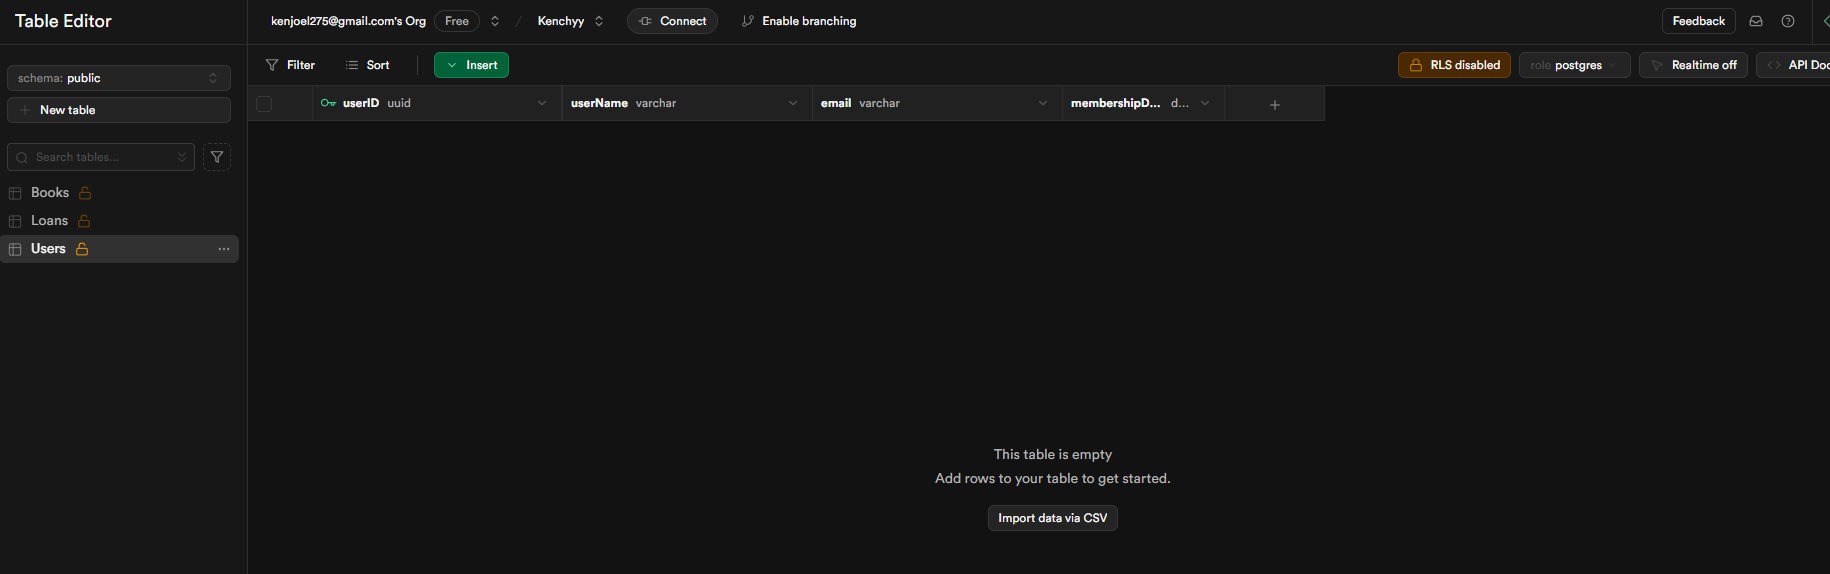 Table Editor
kenjoel275@gmail.com's Org Free / Kenchyy Connect Enable branching
Feedback
schema: public
New table
Search tables...
Books
Loans
Users
Filter Sort Insert
RLS disabled role postgres Realtime off API Doc
userID uuid userName varchar email varchar membershipD... d...
This table is empty
Add rows to your table to get started.
Import data via CSV